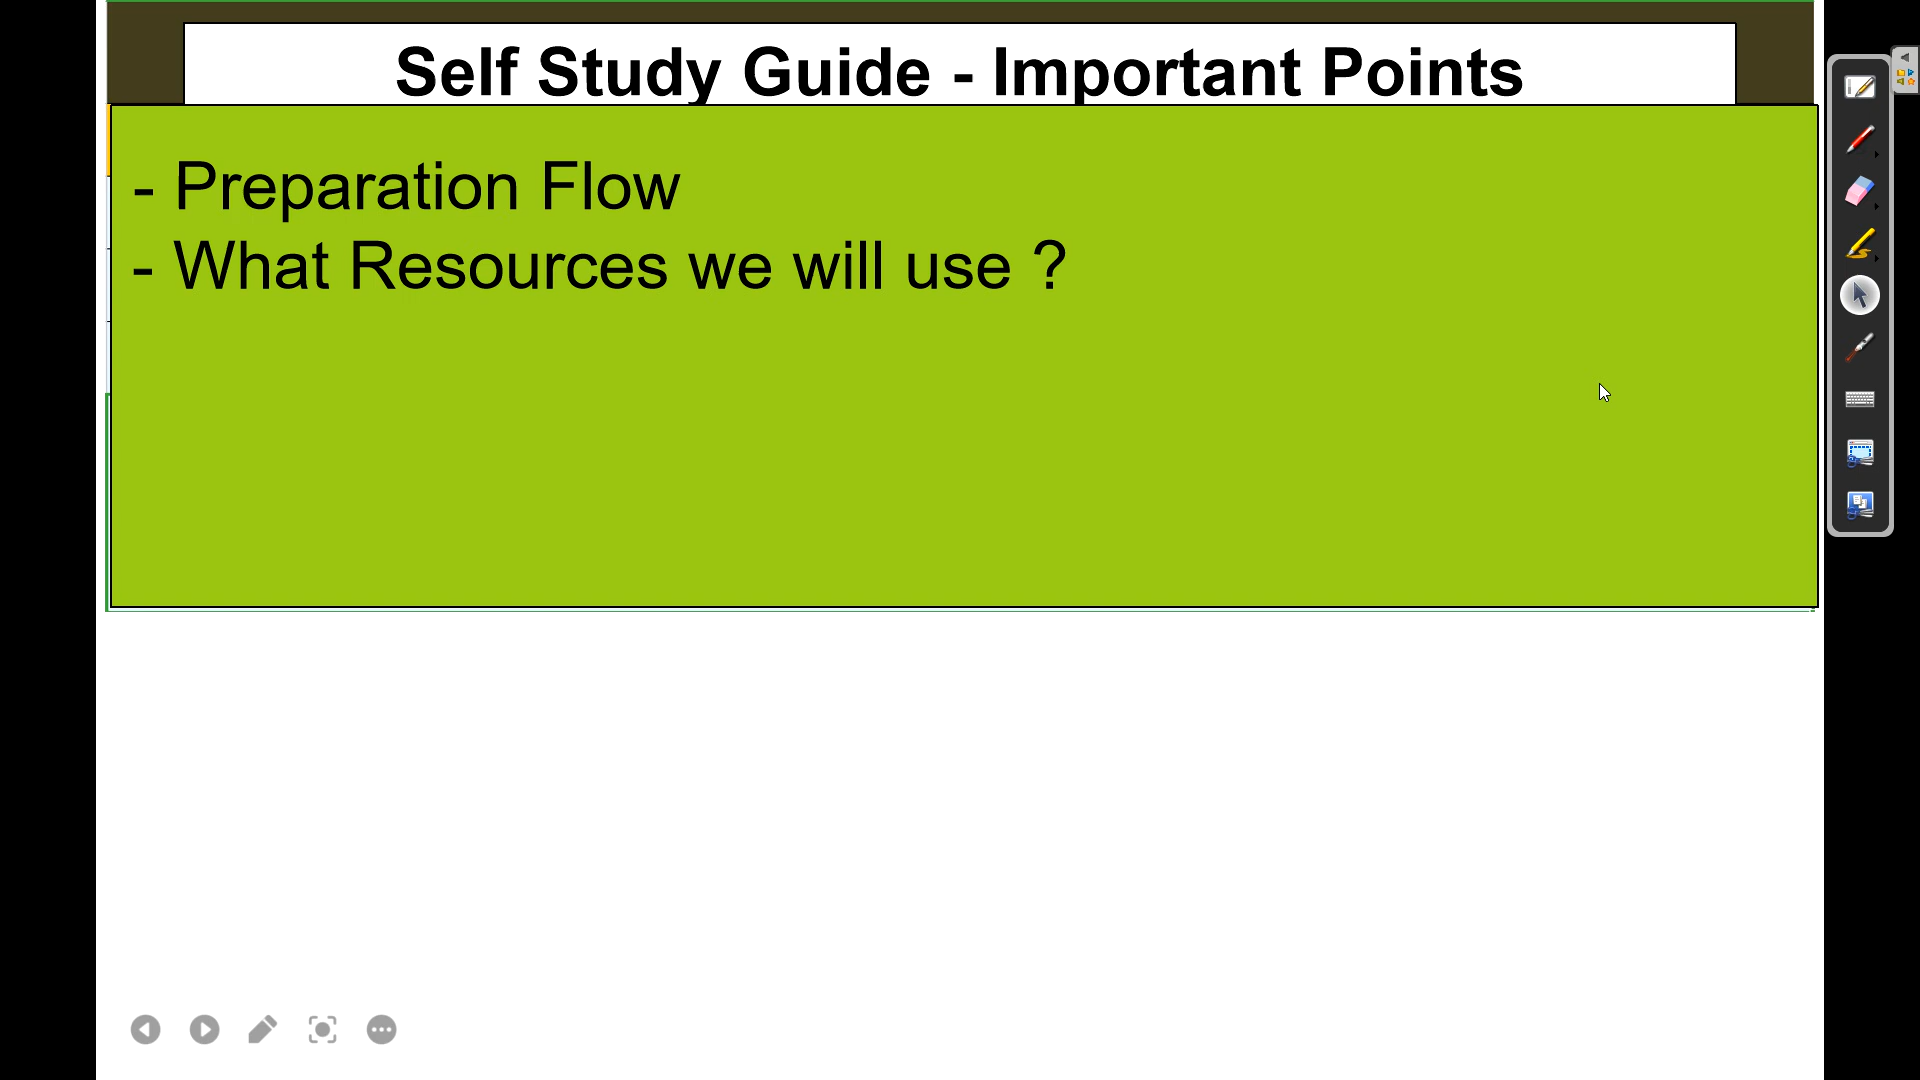 Self Study Guide - Important Points
- Preparation Flow
- What Resources we will use ?